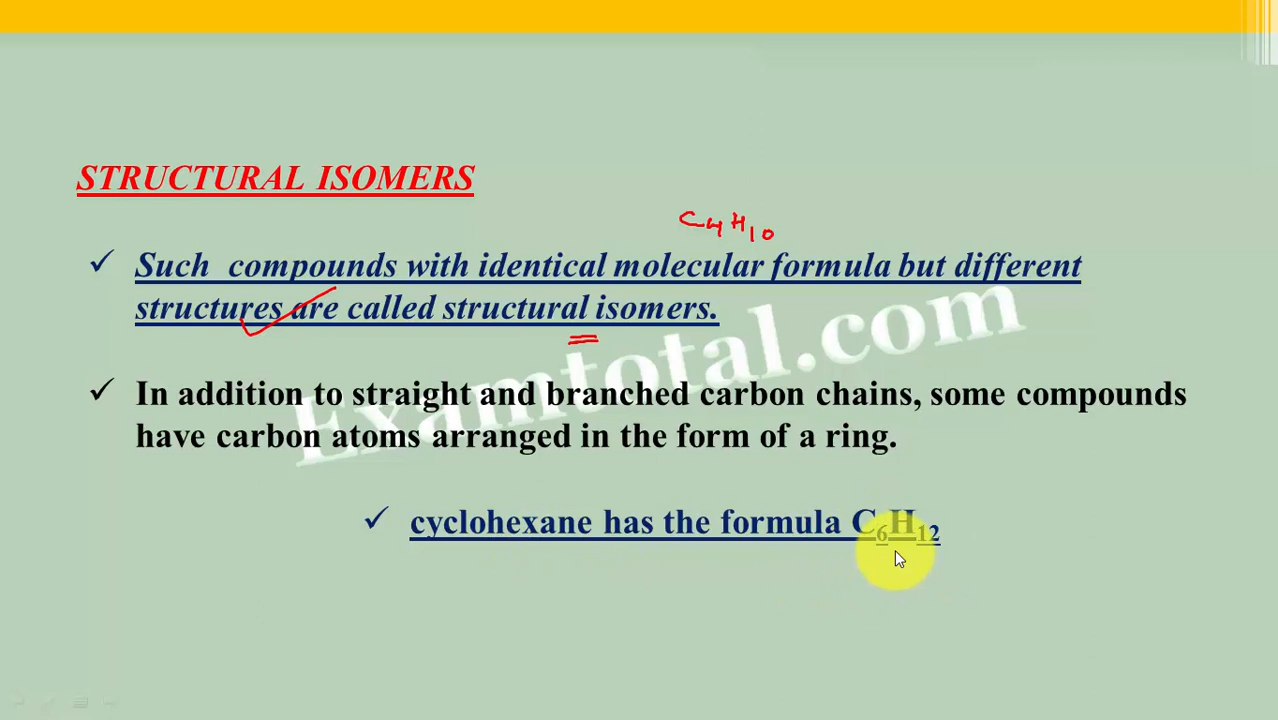 STRUCTURAL ISOMERS
C4H10
✓ Such compounds with identical molecular formula but different
structures are called structural isomers.
✓ In addition to straight and branched carbon chains, some compounds
have carbon atoms arranged in the form of a ring.
✓ cyclohexane has the formula C₆H₁₂
Examtotal.com